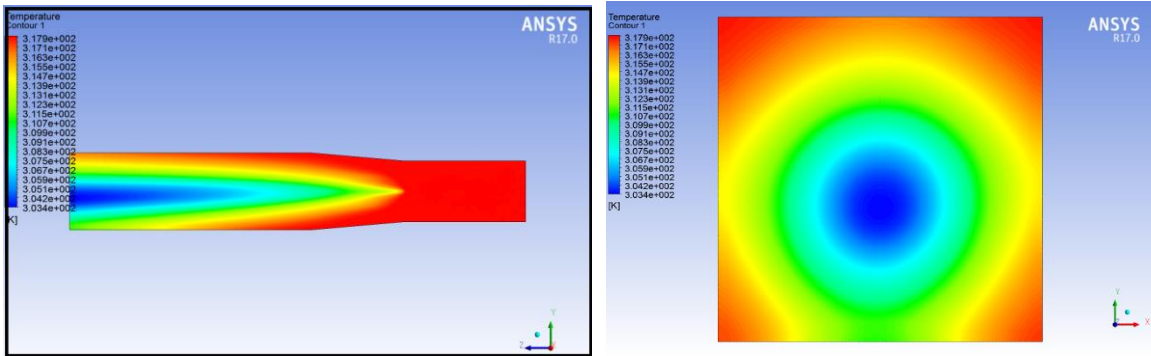 Temperature
Contour 1
3.179e+002
3.171e+002
3.163e+002
3.155e+002
3.147e+002
3.139e+002
3.131e+002
3.123e+002
3.115e+002
3.107e+002
3.099e+002
3.091e+002
3.083e+002
3.075e+002
3.067e+002
3.059e+002
3.051e+002
3.042e+002
3.034e+002
[K]
ANSYS
R17.0
Y
Z
X
Temperature
Contour 1
3.179e+002
3.171e+002
3.163e+002
3.155e+002
3.147e+002
3.139e+002
3.131e+002
3.123e+002
3.115e+002
3.107e+002
3.099e+002
3.091e+002
3.083e+002
3.075e+002
3.067e+002
3.059e+002
3.051e+002
3.042e+002
3.034e+002
[K]
ANSYS
R17.0
Y
Z
X